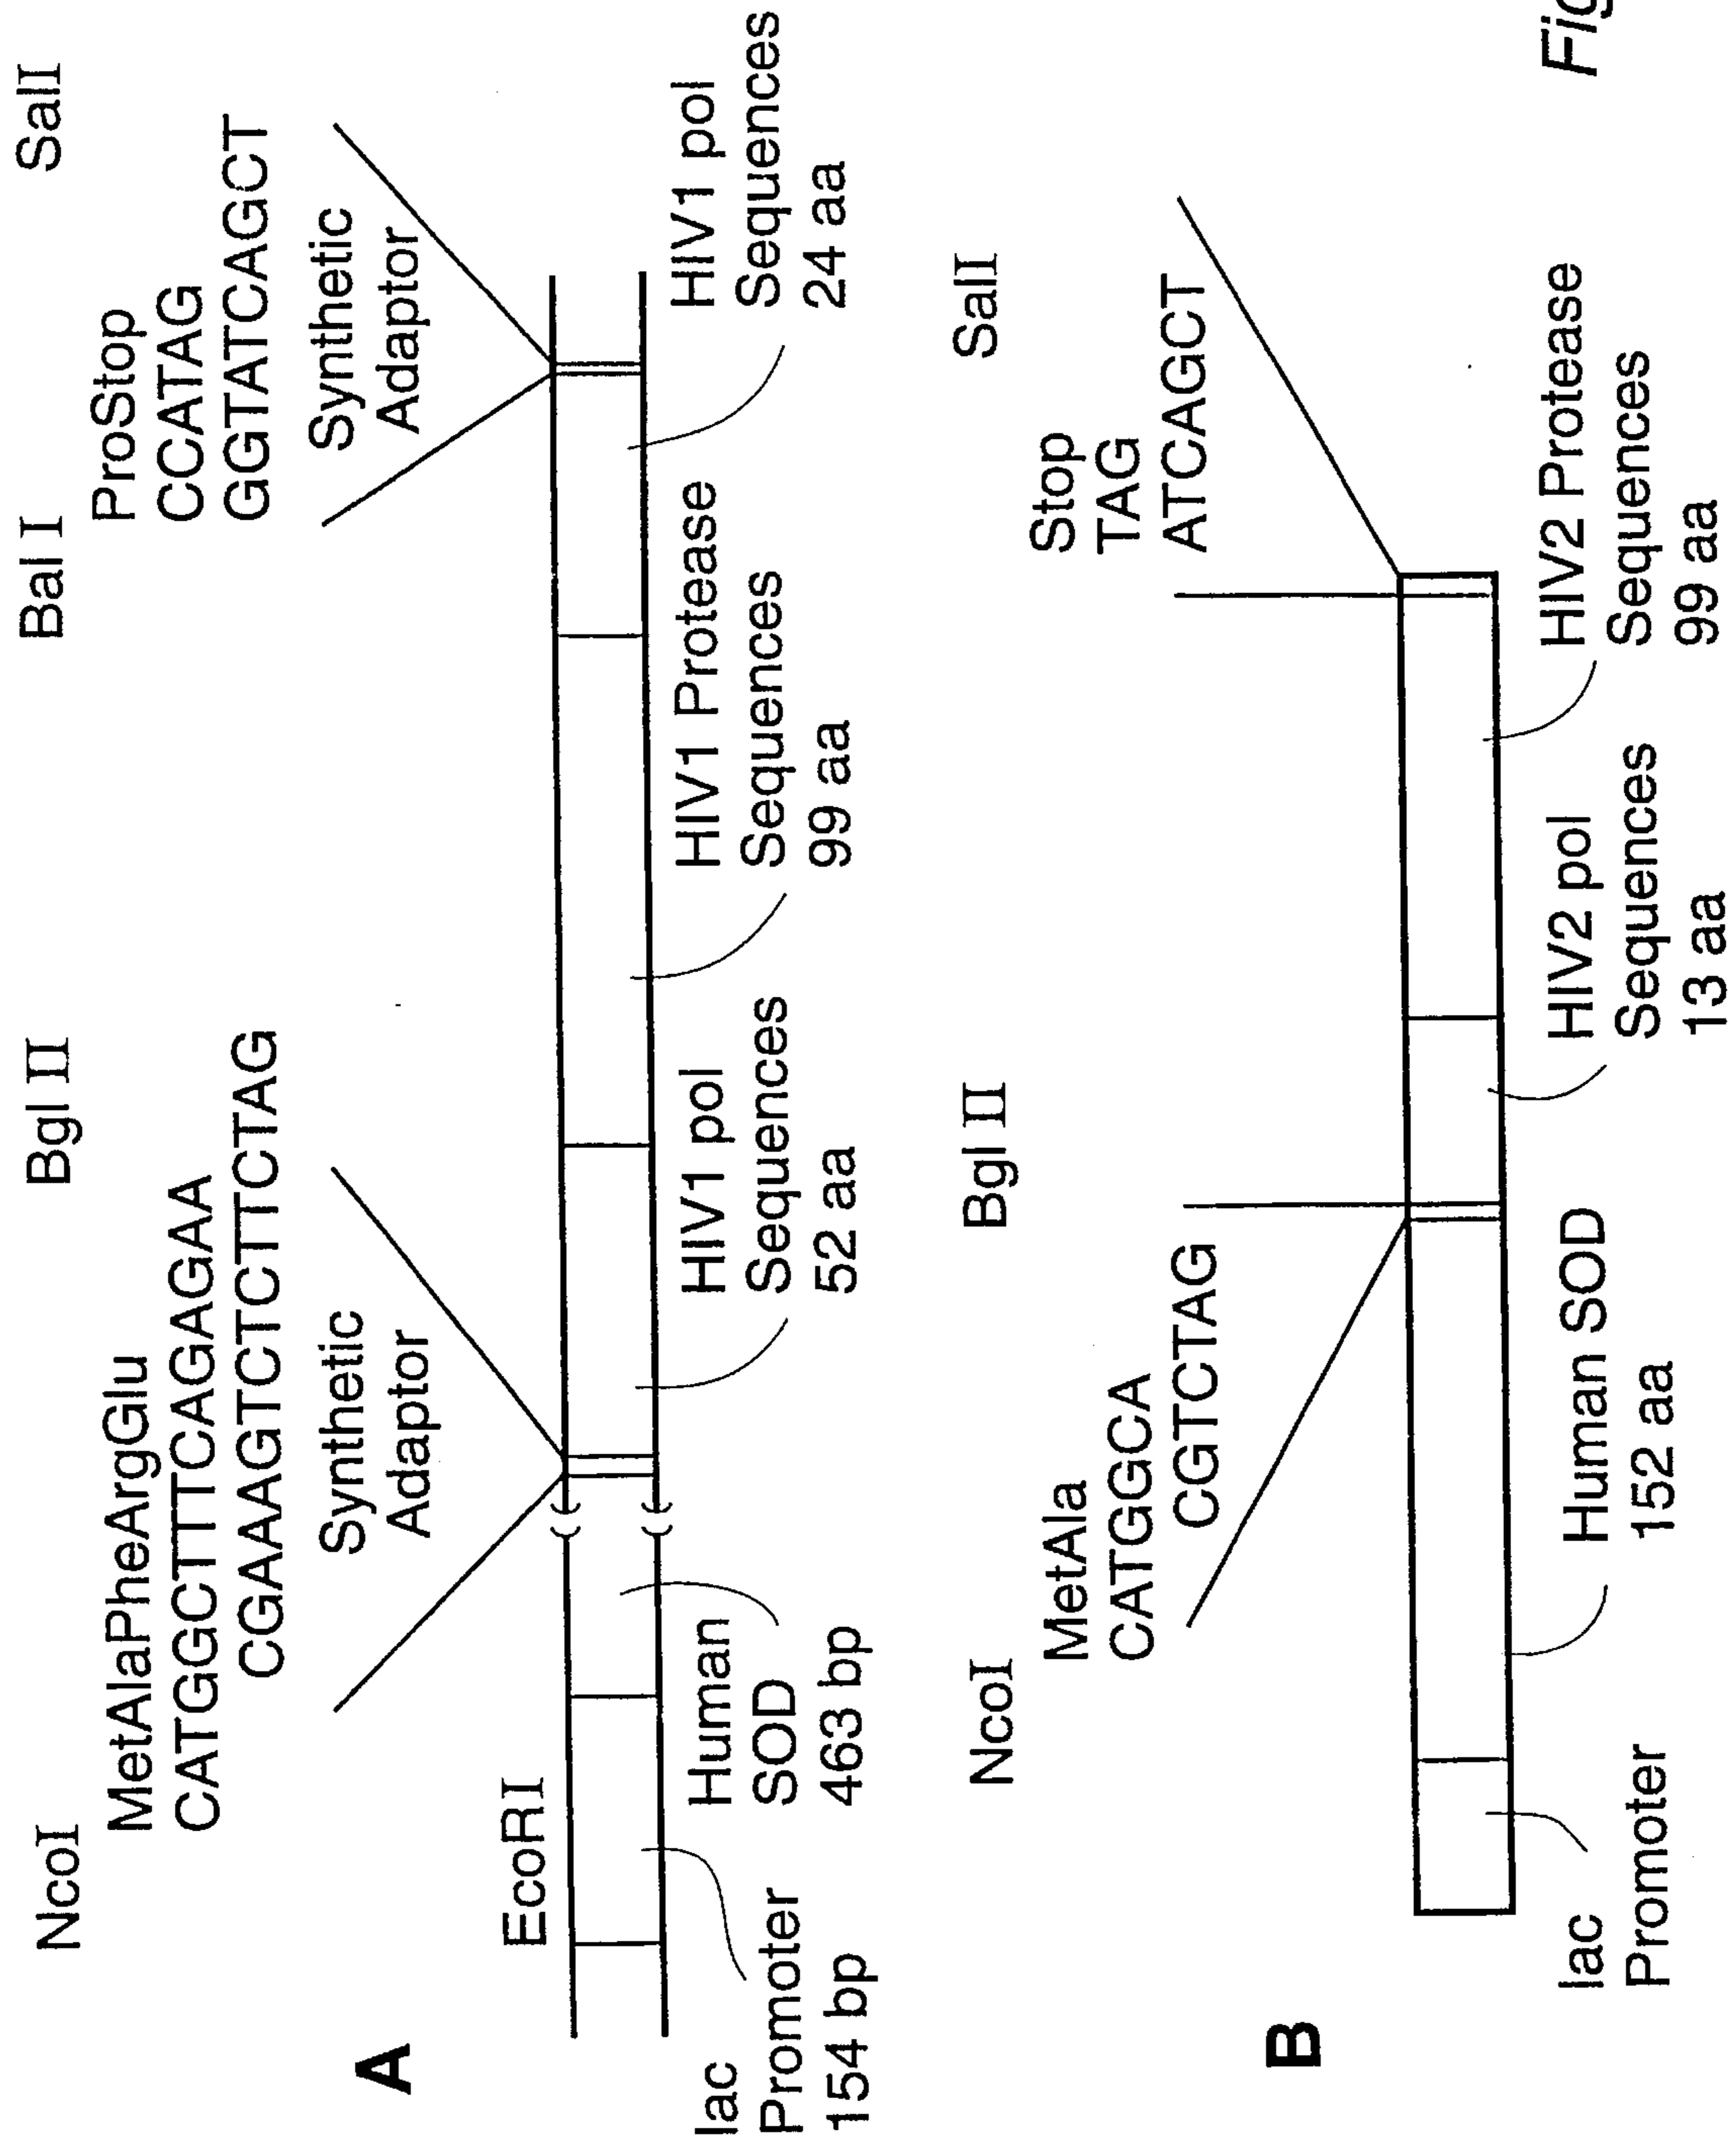 NcoI
Bgl II
Bal I
SalI
MetAlaPheArgGlu
CATGGCTTTCAGAGAA
CGAAAGTCTCTTCTAG
Synthetic
Adaptor
ProStop
CCATAG
GGTATCAGCT
Synthetic
Adaptor
A
EcoRI
lac
Promoter
154 bp
Human
SOD
463 bp
HIV1 pol
Sequences
52 aa
HIV1 Protease
Sequences
99 aa
HIV1 pol
Sequences
24 aa
NcoI
Bgl II
SalI
MetAla
CATGGCA
CGTCTAG
Stop
TAG
ATCAGCT
B
lac
Promoter
Human SOD
152 aa
HIV2 pol
Sequences
13 aa
HIV2 Protease
Sequences
99 aa
Fig